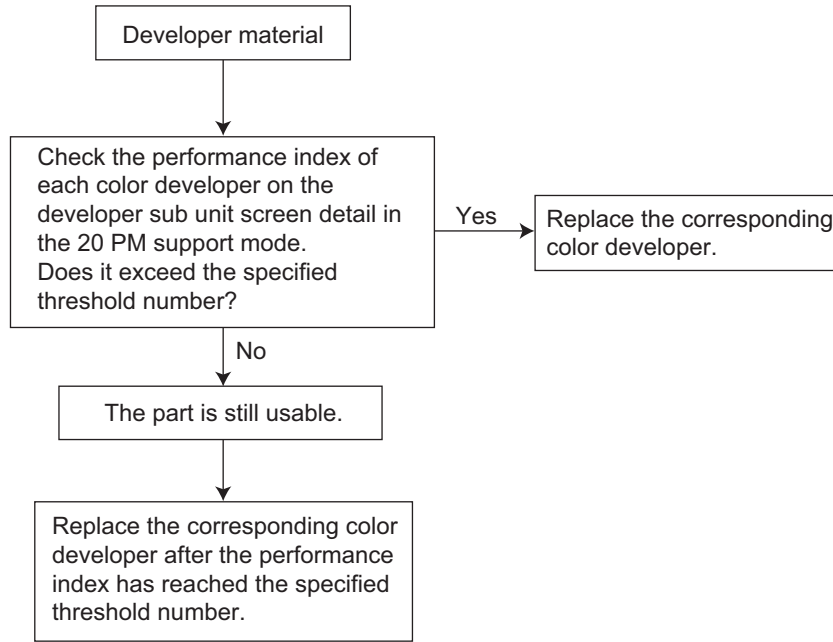 Developer material
Check the performance index of
each color developer on the
developer sub unit screen detail in
the 20 PM support mode.
Does it exceed the specified
threshold number?
Yes
Replace the corresponding
color developer.
No
The part is still usable.
Replace the corresponding color
developer after the performance
index has reached the specified
threshold number.